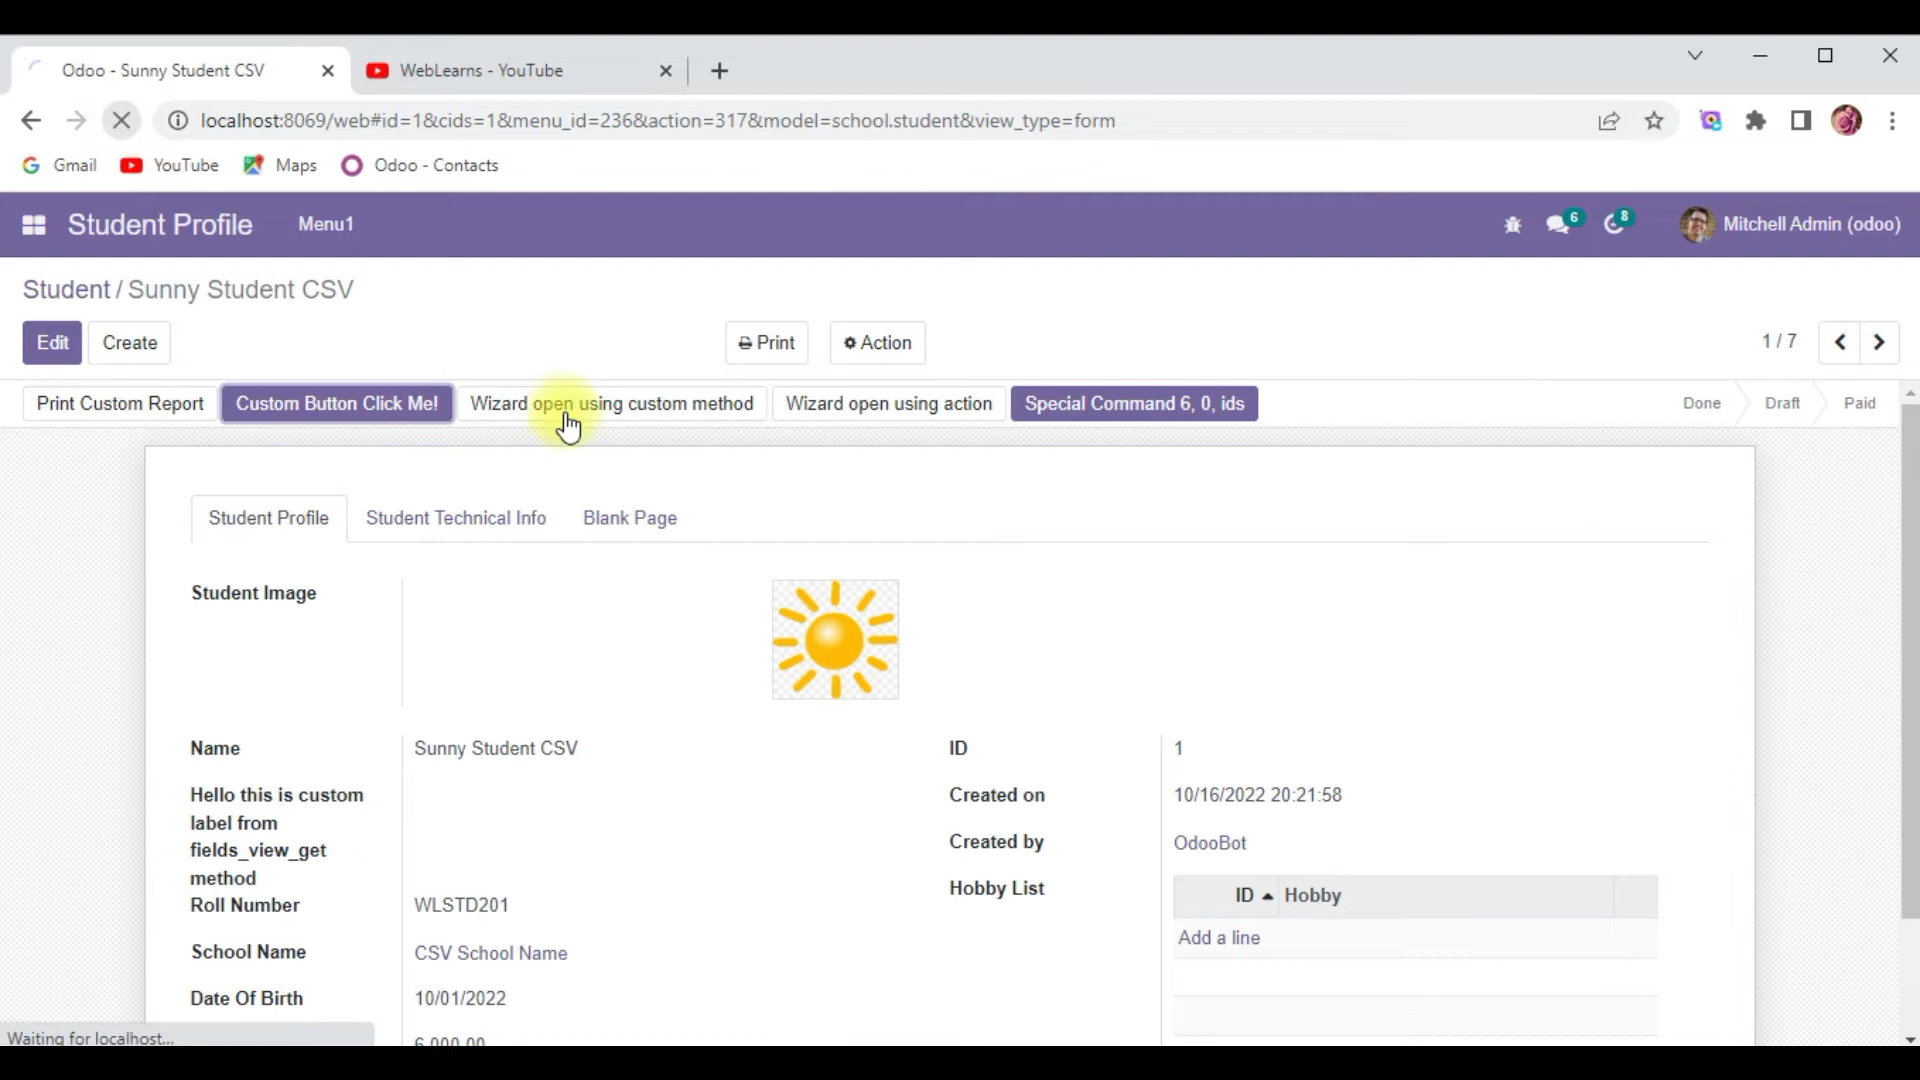 Odoo - Sunny Student CSV
WebLearns - YouTube
localhost:8069/web#id=1&cids=1&menu_id=236&action=317&model=school.student&view_type=form
Gmail YouTube Maps Odoo - Contacts
Student Profile Menu1 6 8 Mitchell Admin (odoo)
Student / Sunny Student CSV
Edit Create Print Action 1 / 7
Print Custom Report Custom Button Click Me! Wizard open using custom method Wizard open using action Special Command 6, 0, ids Done Draft Paid
Student Profile Student Technical Info Blank Page
Student Image
Name Sunny Student CSV ID 1
Hello this is custom Created on 10/16/2022 20:21:58
label from
fields_view_get Created by OdooBot
method
Roll Number WLSTD201 Hobby List ID Hobby
School Name CSV School Name Add a line
Date Of Birth 10/01/2022
6,000.00
Waiting for localhost...